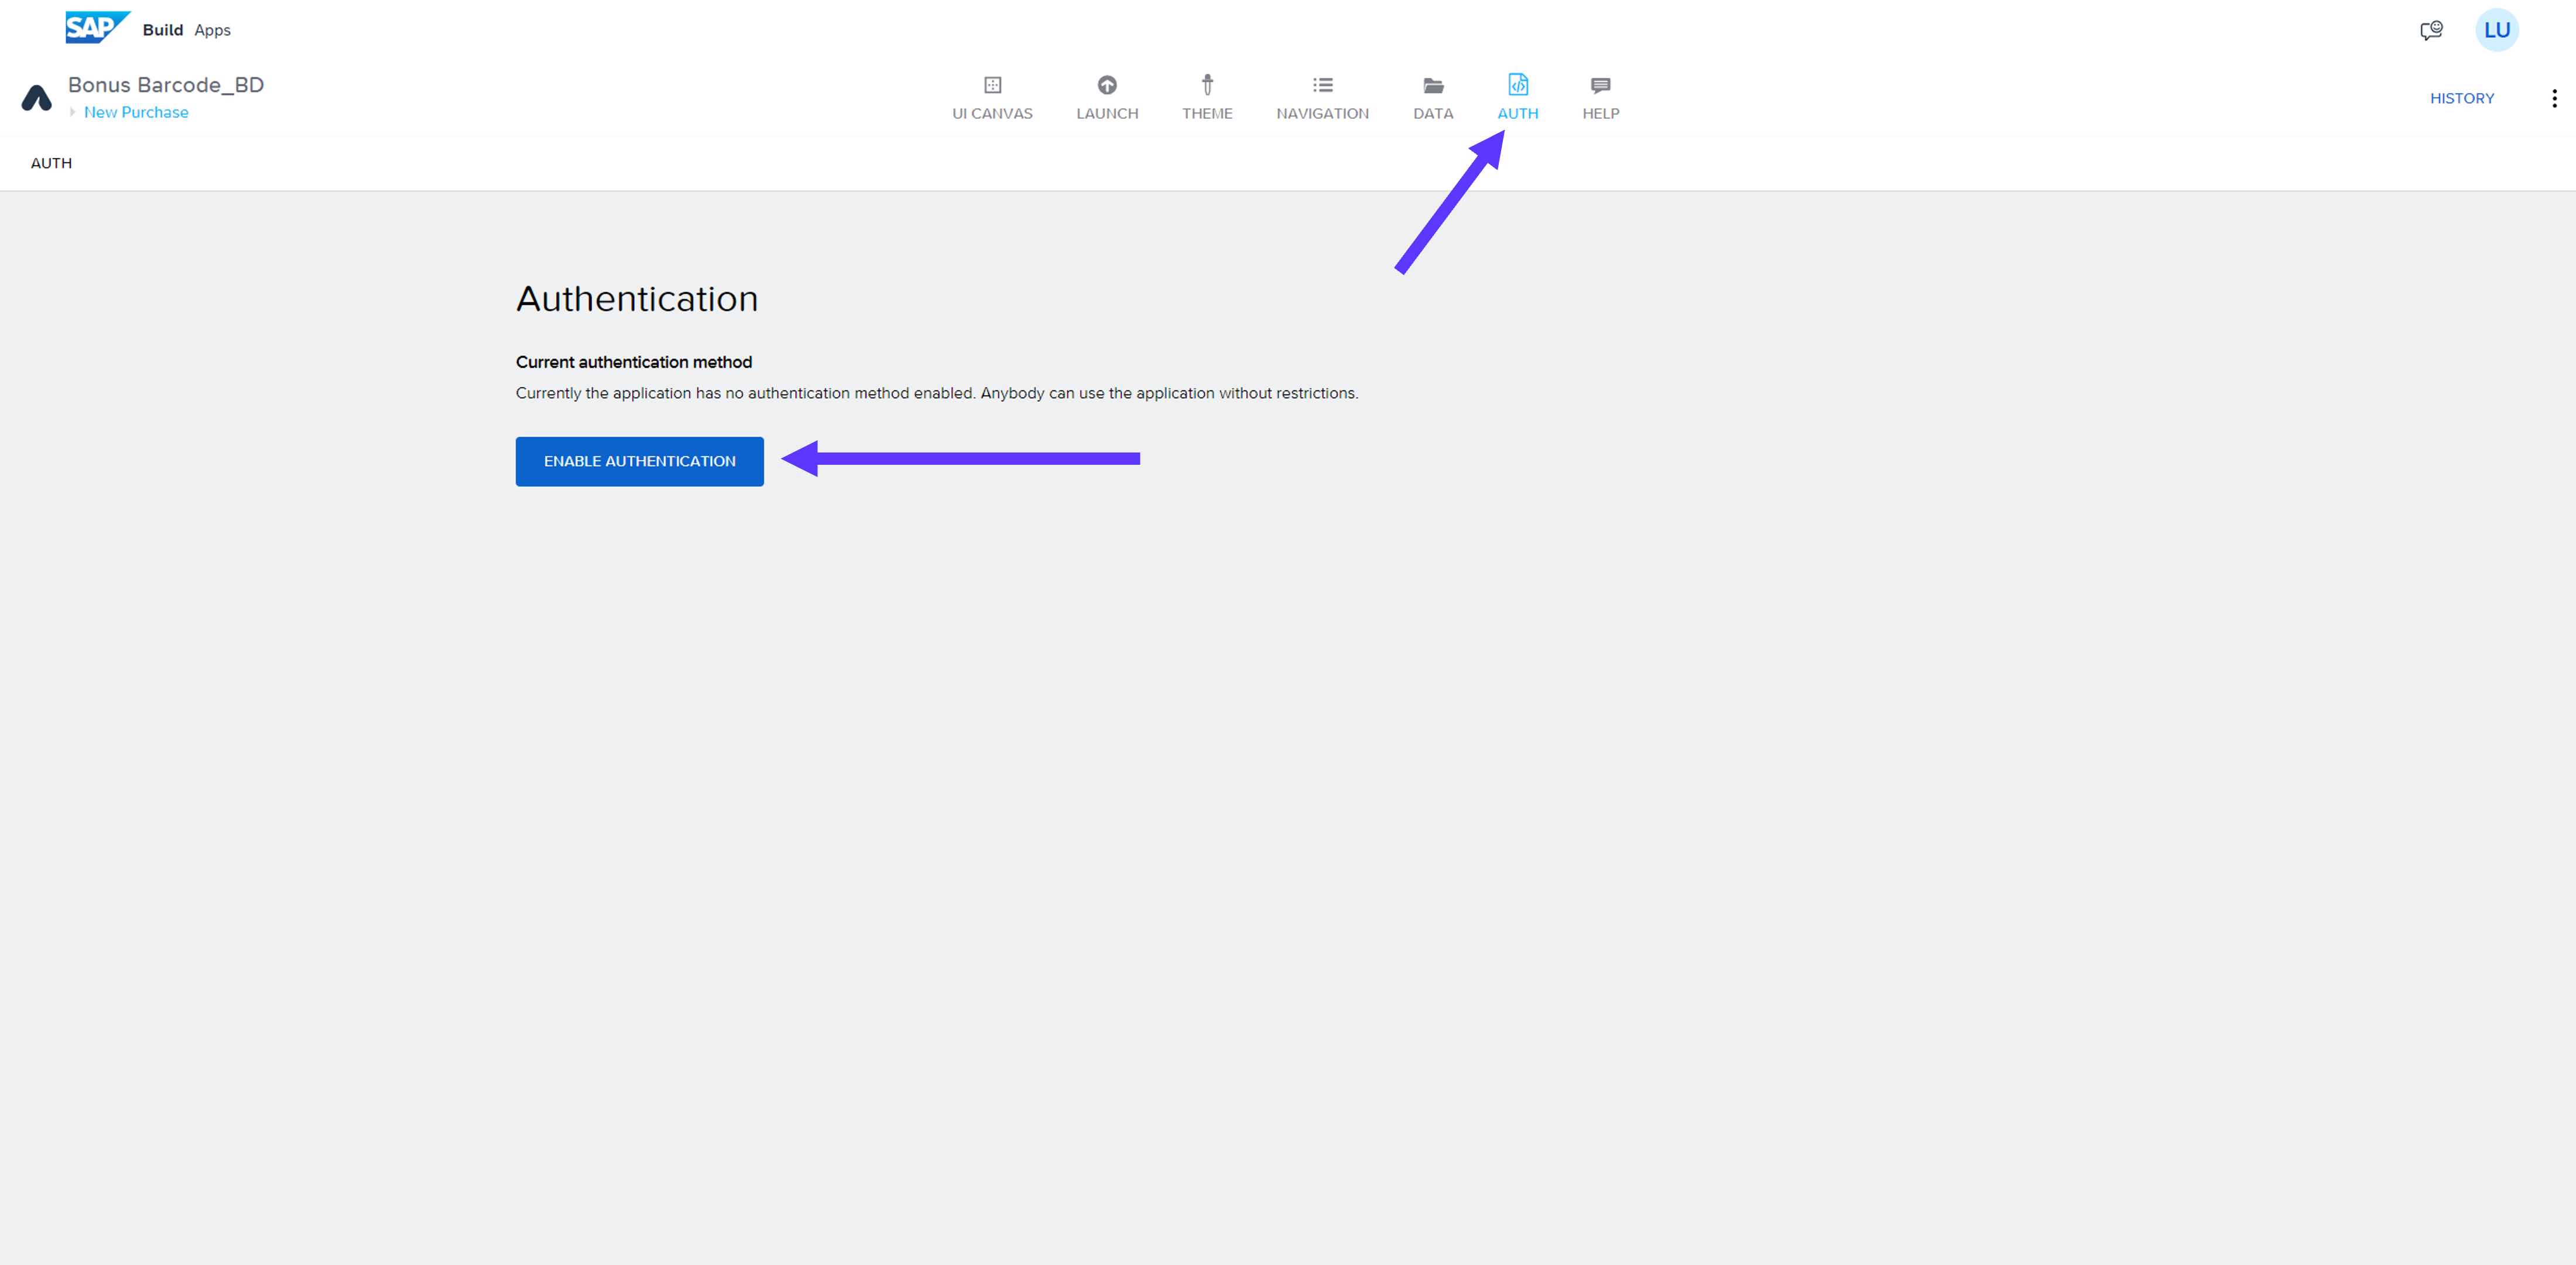 SAP Build Apps
LU
Bonus Barcode_BD
New Purchase
UI CANVAS LAUNCH THEME NAVIGATION DATA AUTH HELP
HISTORY
AUTH
Authentication
Current authentication method
Currently the application has no authentication method enabled. Anybody can use the application without restrictions.
ENABLE AUTHENTICATION